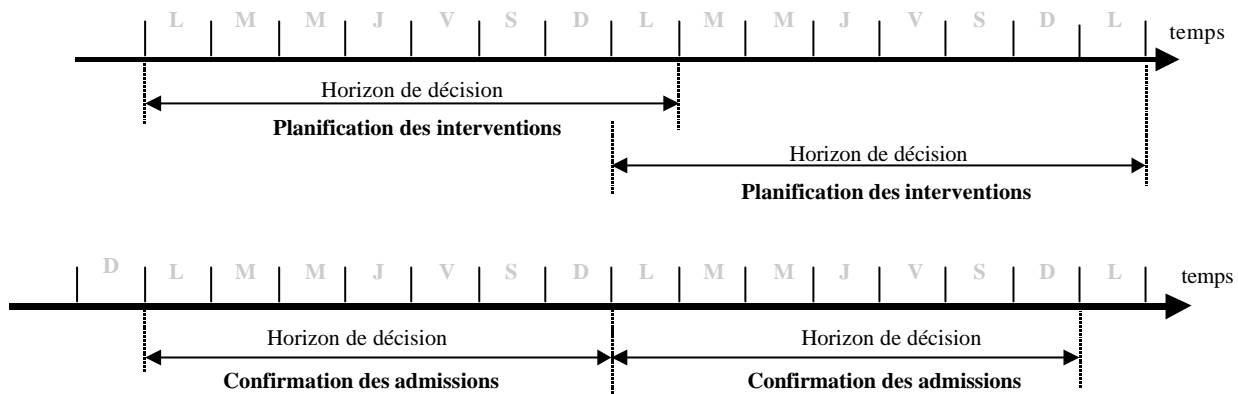 L M M J V S D L M M J V S D L
temps
Horizon de décision
Planification des interventions
Horizon de décision
Planification des interventions
D L M M J V S D L M M J V S D L
temps
Horizon de décision Horizon de décision
Confirmation des admissions Confirmation des admissions